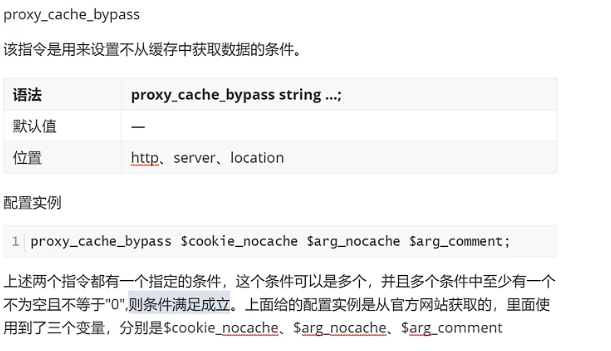 proxy_cache_bypass
该指令是用来设置不从缓存中获取数据的条件。
语法 proxy_cache_bypass string ...;
默认值 —
位置 http、server、location
配置实例
1 proxy_cache_bypass $cookie_nocache $arg_nocache $arg_comment;
上述两个指令都有一个指定的条件，这个条件可以是多个，并且多个条件中至少有一个
不为空且不等于"0",则条件满足成立。上面给的配置实例是从官方网站获取的，里面使
用到了三个变量，分别是$cookie_nocache、$arg_nocache、$arg_comment